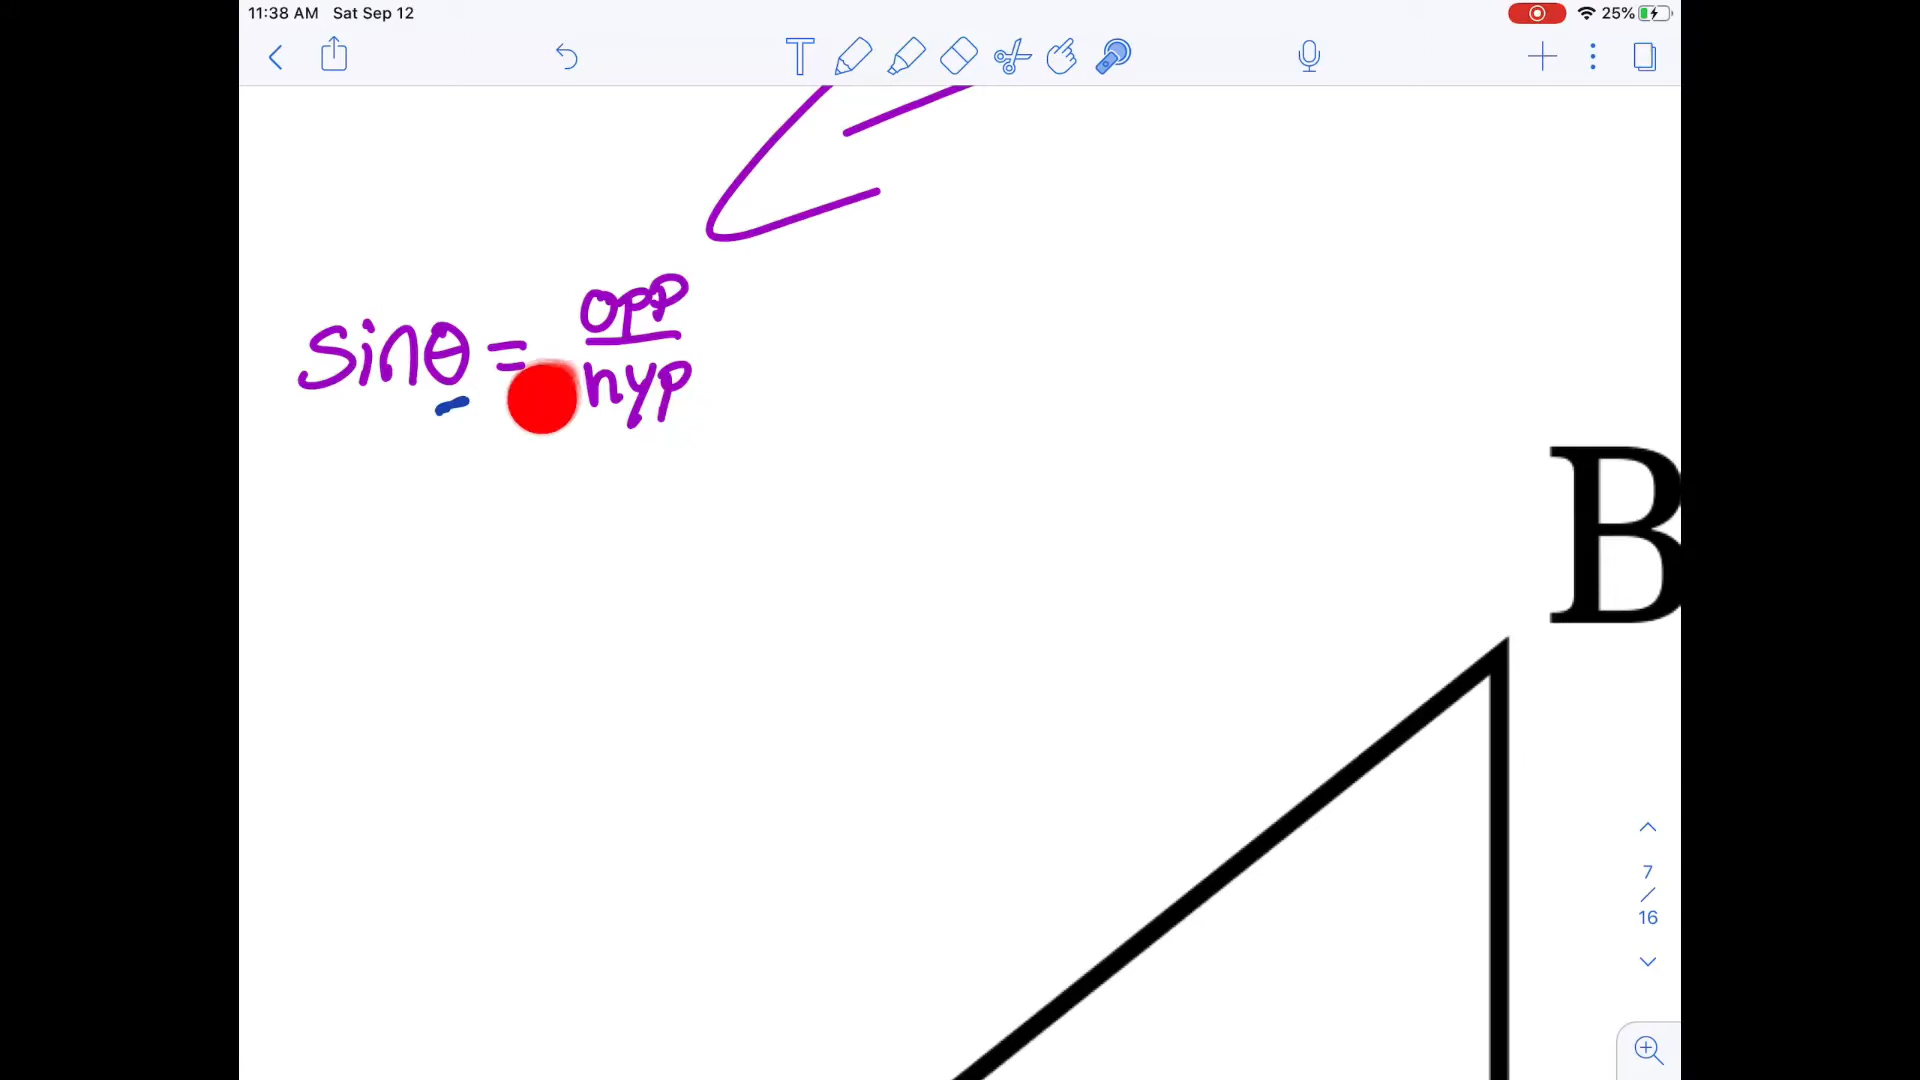 11:38 AM Sat Sep 12
25%
T
sinθ = opp/hyp
B
7
/
16